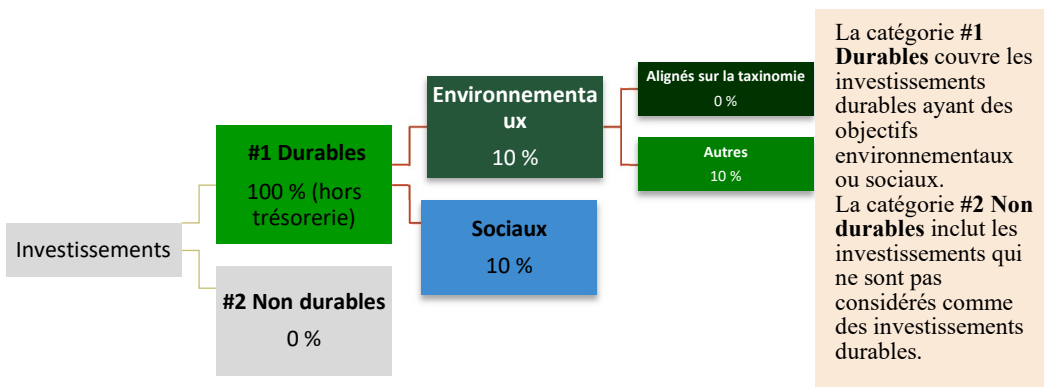 Investissements
#1 Durables
100 % (hors
trésorerie)
#2 Non durables
0 %
Environnementa
ux
10 %
Sociaux
10 %
Alignés sur la taxinomie
0 %
Autres
10 %
La catégorie #1
Durables couvre les
investissements
durables ayant des
objectifs
environnementaux
ou sociaux.
La catégorie #2 Non
durables inclut les
investissements qui
ne sont pas
considérés comme
des investissements
durables.